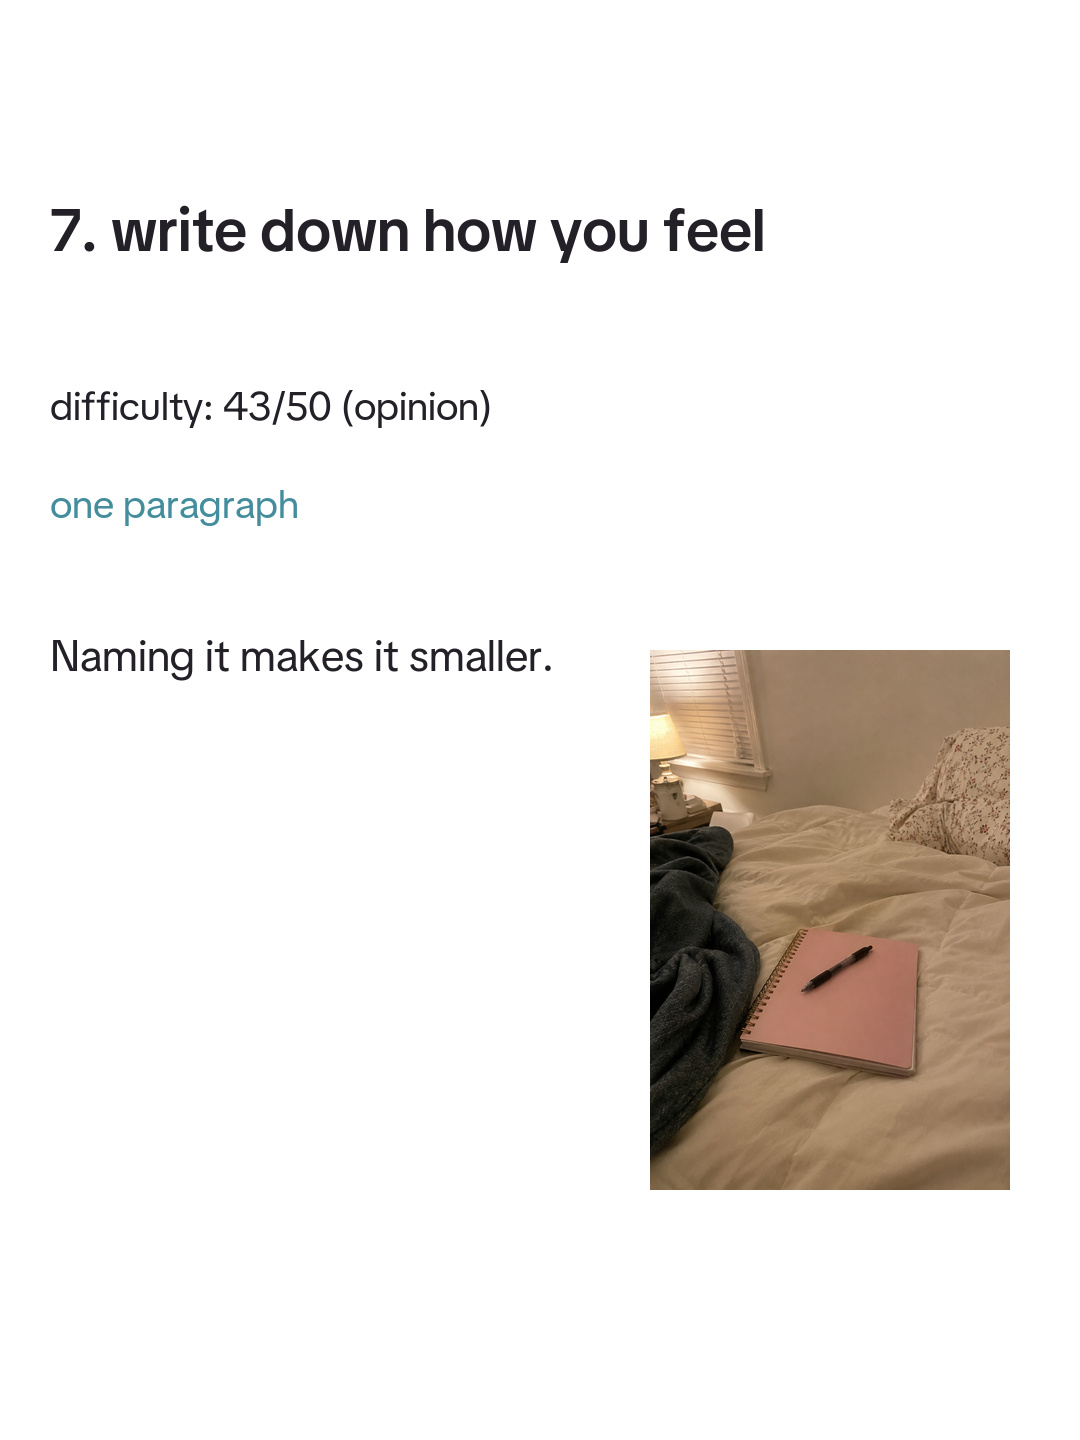 7. write down how you feel
difficulty: 43/50 (opinion)
one paragraph
Naming it makes it smaller.